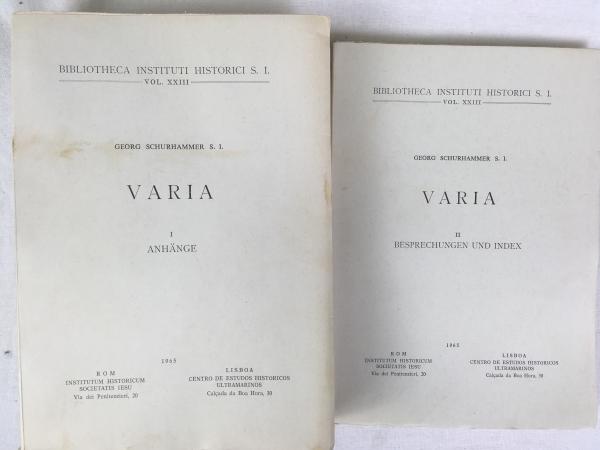 BIBLIOTHECA INSTITUTI HISTORICI S. I.
VOL. XXIII
GEORG SCHURHAMMER S. I.
VARIA
I
ANHÄNGE
1965
ROM
INSTITUTUM HISTORICUM
SOCIETATIS IESU
Via dei Penitenzieri, 20
LISBOA
CENTRO DE ESTUDOS HISTORICOS
ULTRAMARINOS
Calçada da Boa Hora, 30
BIBLIOTHECA INSTITUTI HISTORICI S. I.
VOL. XXIII
GEORG SCHURHAMMER S. I.
VARIA
II
BESPRECHUNGEN UND INDEX
1965
ROM
INSTITUTUM HISTORICUM
SOCIETATIS IESU
Via dei Penitenzieri, 20
LISBOA
CENTRO DE ESTUDOS HISTORICOS
ULTRAMARINOS
Calçada da Boa Hora, 30